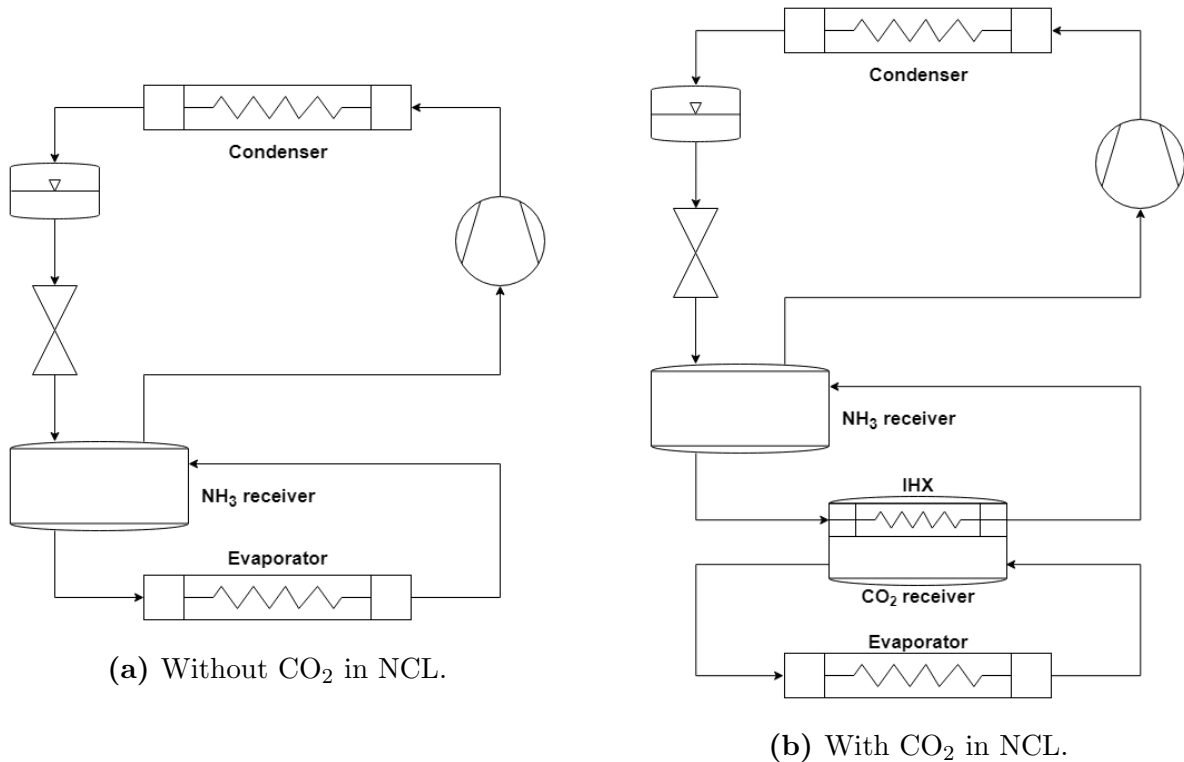 Condenser
NH₃ receiver
Evaporator
(a) Without CO₂ in NCL.
Condenser
NH₃ receiver
IHX
CO₂ receiver
Evaporator
(b) With CO₂ in NCL.